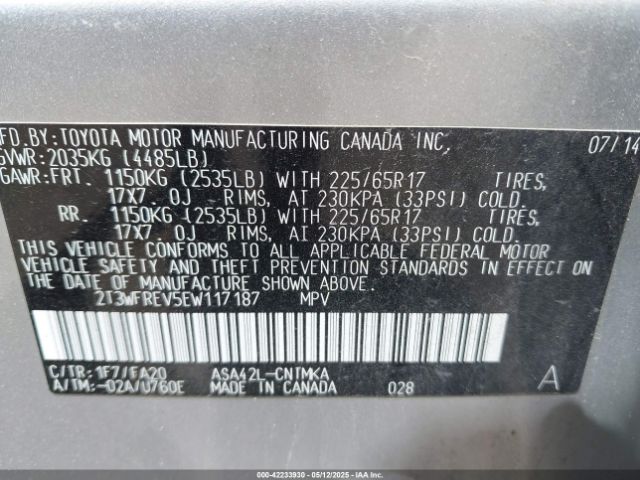 MFD.BY:TOYOTA MOTOR MANUFACTURING CANADA INC. 07/14
GVWR:2035KG (4485LB)
GAWR:FRT. 1150KG (2535LB) WITH 225/65R17 TIRES,
17X7.0J RIMS, AT 230KPA (33PSI) COLD.
RR. 1150KG (2535LB) WITH 225/65R17 TIRES,
17X7.0J RIMS, AT 230KPA (33PSI) COLD.
THIS VEHICLE CONFORMS TO ALL APPLICABLE FEDERAL MOTOR
VEHICLE SAFETY AND THEFT PREVENTION STANDARDS IN EFFECT ON
THE DATE OF MANUFACTURE SHOWN ABOVE.
2T3WFREV5EW117187 MPV
C/TR:1F7/FA20 ASA42L-CNTMKA
A/TM:-02A/U760E MADE IN CANADA 028 A
000-42233930 - 05/12/2025 - IAAI.COM